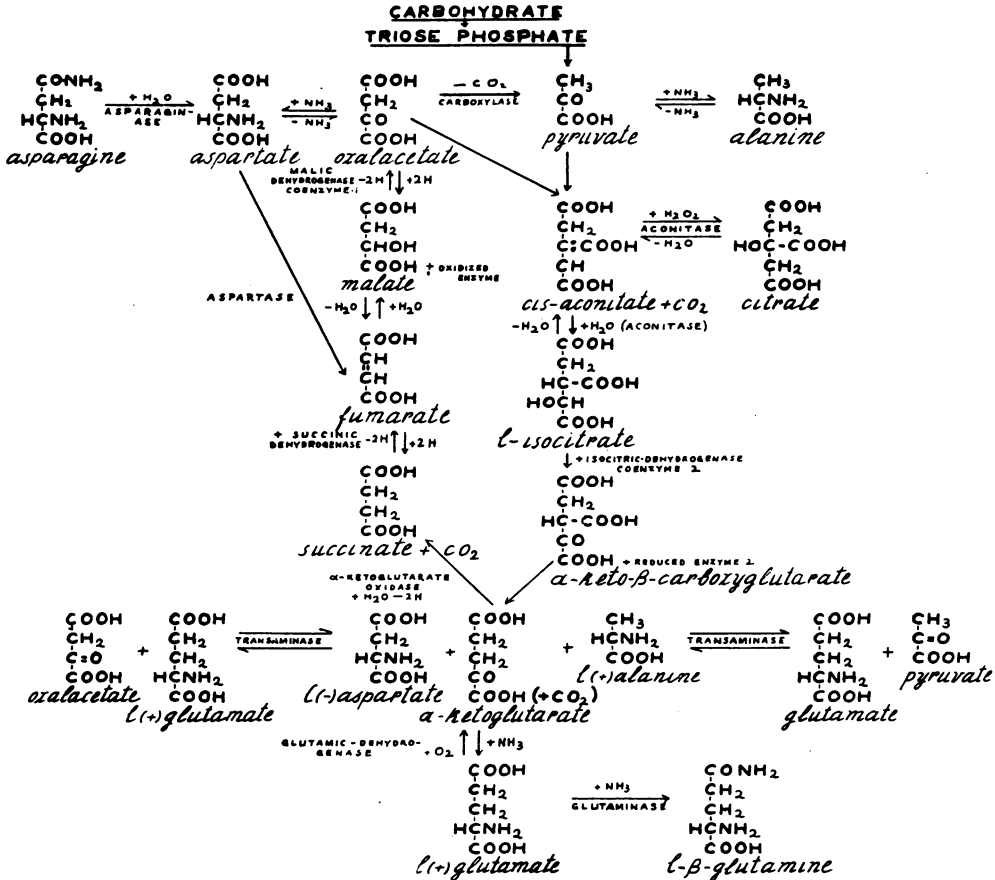 CARBOHYDRATE
TRIOSE PHOSPHATE
CONH2
CH2
HCNH2
COOH
asparagine
+ H2O
ASPARAGIN-
ASE
COOH
CH2
HCNH2
COOH
aspartate
+ NH3
- NH3
COOH
CH2
CO
COOH
oxalacetate
- CO2
CARBOXYLASE
CH3
CO
COOH
pyruvate
+NH3
-NH3
CH3
HCNH2
COOH
alanine
MALIC
DEHYDROGENASE -2H +2H
COENZYME-1
COOH
CH2
CHOH
COOH + OXIDIZED
ENZYME
malate
-H2O +H2O
ASPARTASE
COOH
CH
CH
COOH
fumarate
+ SUCCINIC
DEHYDROGENASE -2H +2H
COOH
CH2
CH2
COOH
succinate + CO2
COOH
CH2
C:COOH
CH
COOH
cis-aconitate + CO2
+ H2O2
ACONITASE
-H2O
COOH
CH2
HOC-COOH
CH2
COOH
citrate
-H2O +H2O (ACONITASE)
COOH
CH2
HC-COOH
HOCH
COOH
l-isocitrate
+ISOCITRIC-DEHYDROGENASE
COENZYME 2
COOH
CH2
HC-COOH
CO
COOH + REDUCED ENZYME 2
α-keto-β-carboxyglutarate
α-KETOGLUTARATE
OXIDASE
+ H2O - 2H
COOH
CH2
C=O
COOH
oxalacetate
+
COOH
CH2
CH2
HCNH2
COOH
l(+)glutamate
TRANSAMINASE
COOH
CH2
HCNH2
COOH
l(-)aspartate
+
COOH
CH2
CH2
CO
COOH (+CO2)
α-ketoglutarate
+
CH3
HCNH2
COOH
l(+)alanine
TRANSAMINASE
COOH
CH2
CH2
HCNH2
COOH
glutamate
+
CH3
C=O
COOH
pyruvate
GLUTAMIC-DEHYDRO-
GENASE
+ O2 +NH3
COOH
CH2
CH2
HCNH2
COOH
l(+)glutamate
+ NH3
GLUTAMINASE
CONH2
CH2
CH2
HCNH2
COOH
l-β-glutamine